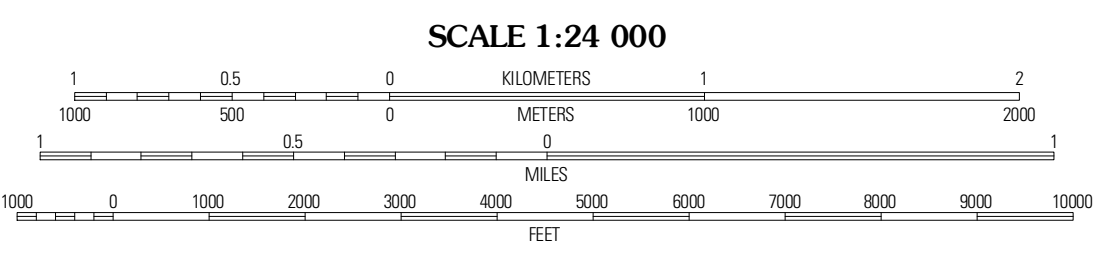 SCALE 1:24 000
1 0.5 0 KILOMETERS 1 2
1000 500 0 METERS 1000 2000
1 0.5 0 1
MILES
1000 0 1000 2000 3000 4000 5000 6000 7000 8000 9000 10000
FEET